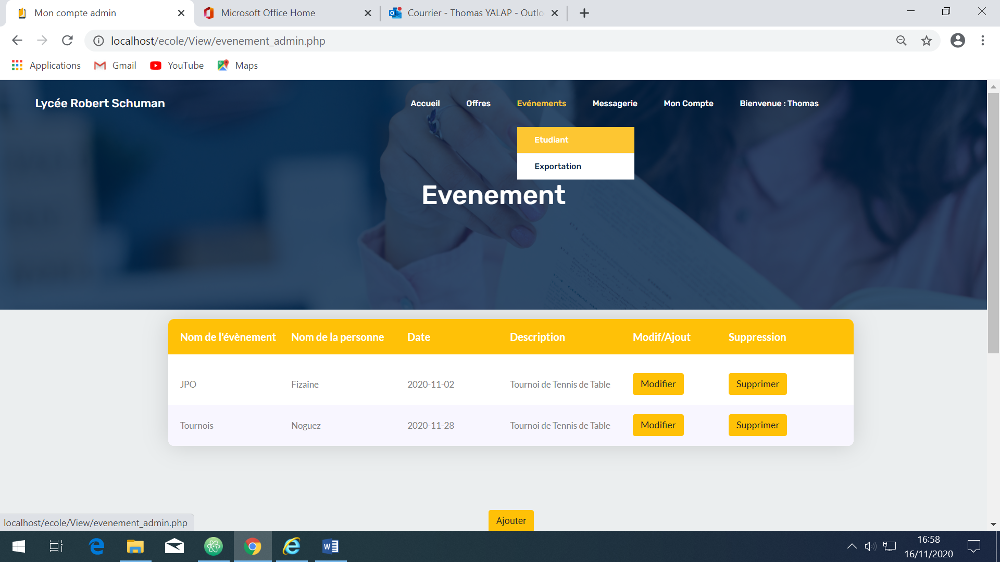 Mon compte admin
Microsoft Office Home
Courrier - Thomas YALAP - Outlo
localhost/ecole/View/evenement_admin.php
Applications
Gmail
YouTube
Maps
Lycée Robert Schuman
Accueil
Offres
Evénements
Messagerie
Mon Compte
Bienvenue : Thomas
Etudiant
Exportation
Evenement
Nom de l'évènement
Nom de la personne
Date
Description
Modif/Ajout
Suppression
JPO
Fizaine
2020-11-02
Tournoi de Tennis de Table
Modifier
Supprimer
Tournois
Noguez
2020-11-28
Tournoi de Tennis de Table
Modifier
Supprimer
Ajouter
localhost/ecole/View/evenement_admin.php
16:58
16/11/2020